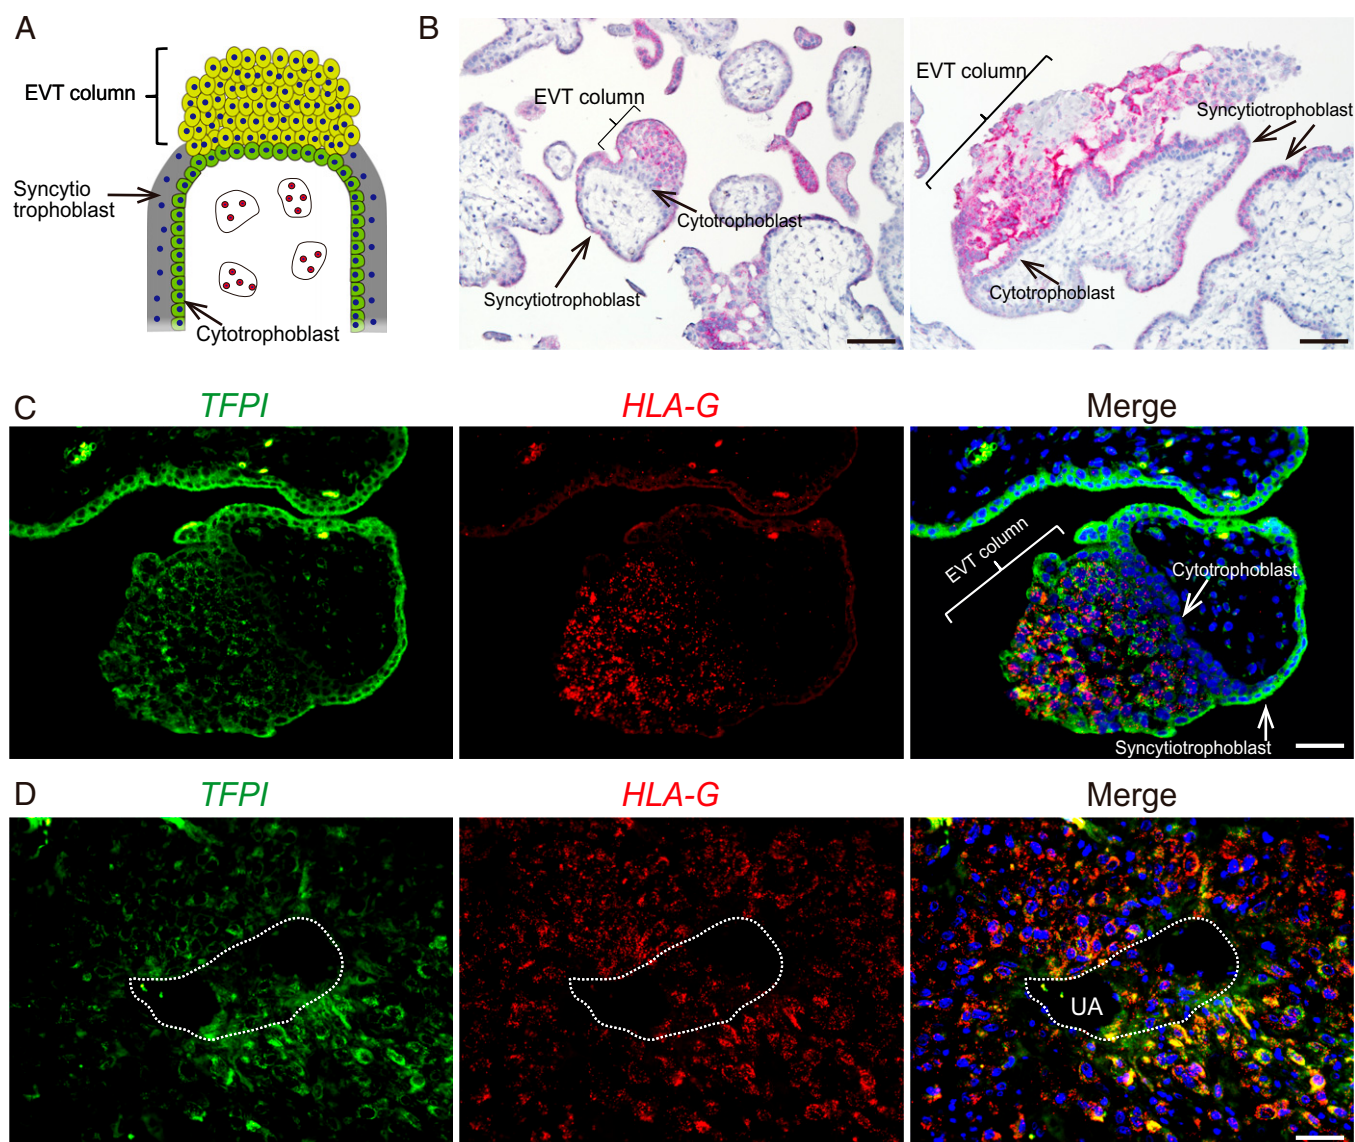 A
EVT column
Syncytio
trophoblast
Cytotrophoblast
B
EVT column
Cytotrophoblast
Syncytiotrophoblast
EVT column
Syncytiotrophoblast
Cytotrophoblast
C
TFPI
HLA-G
Merge
EVT column
Cytotrophoblast
Syncytiotrophoblast
D
TFPI
HLA-G
Merge
UA